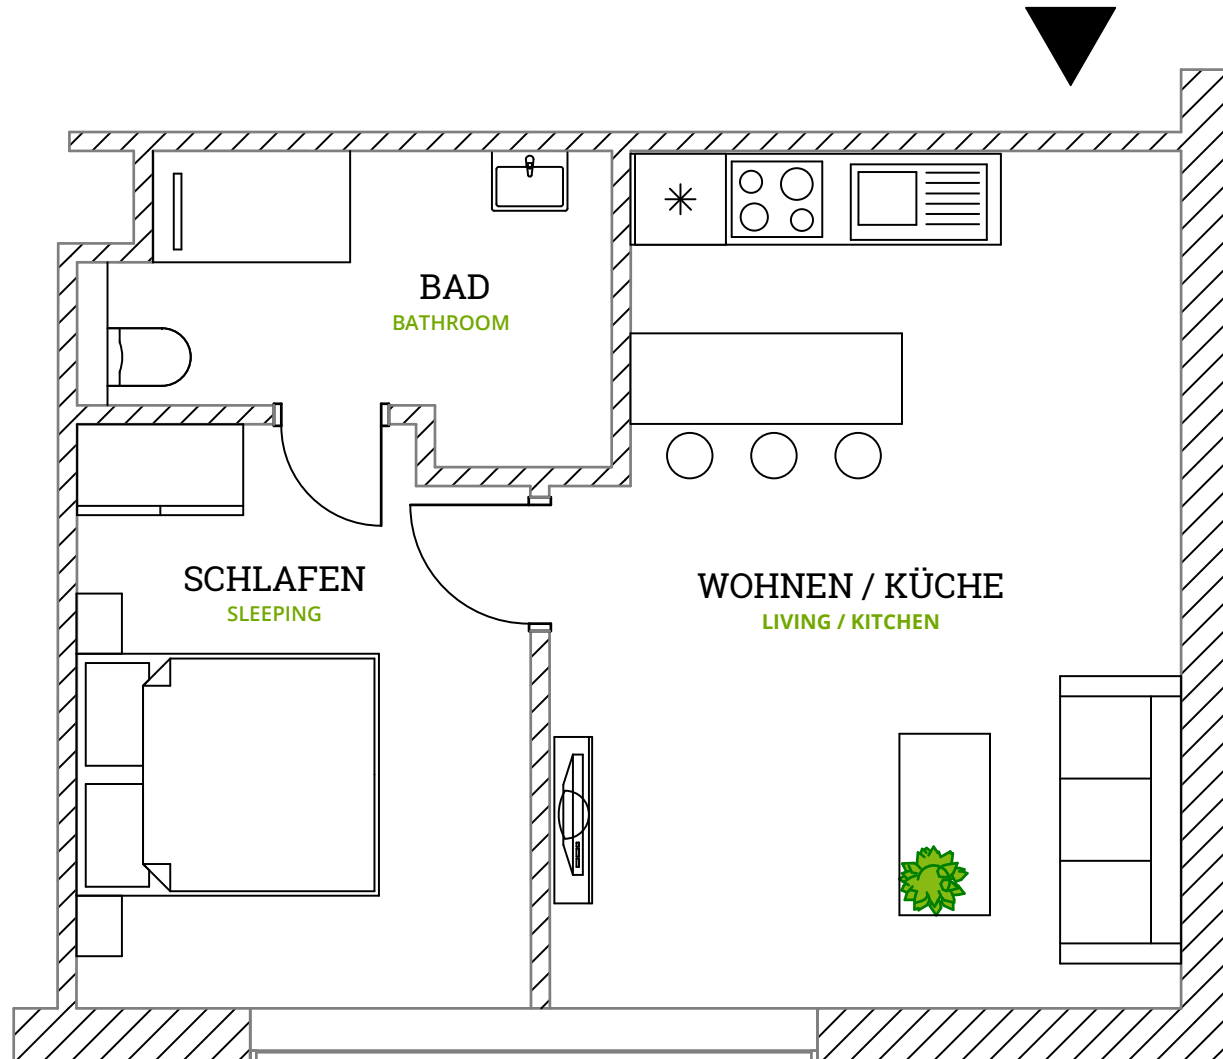 BAD
BATHROOM
SCHLAFEN
SLEEPING
WOHNEN / KÜCHE
LIVING / KITCHEN